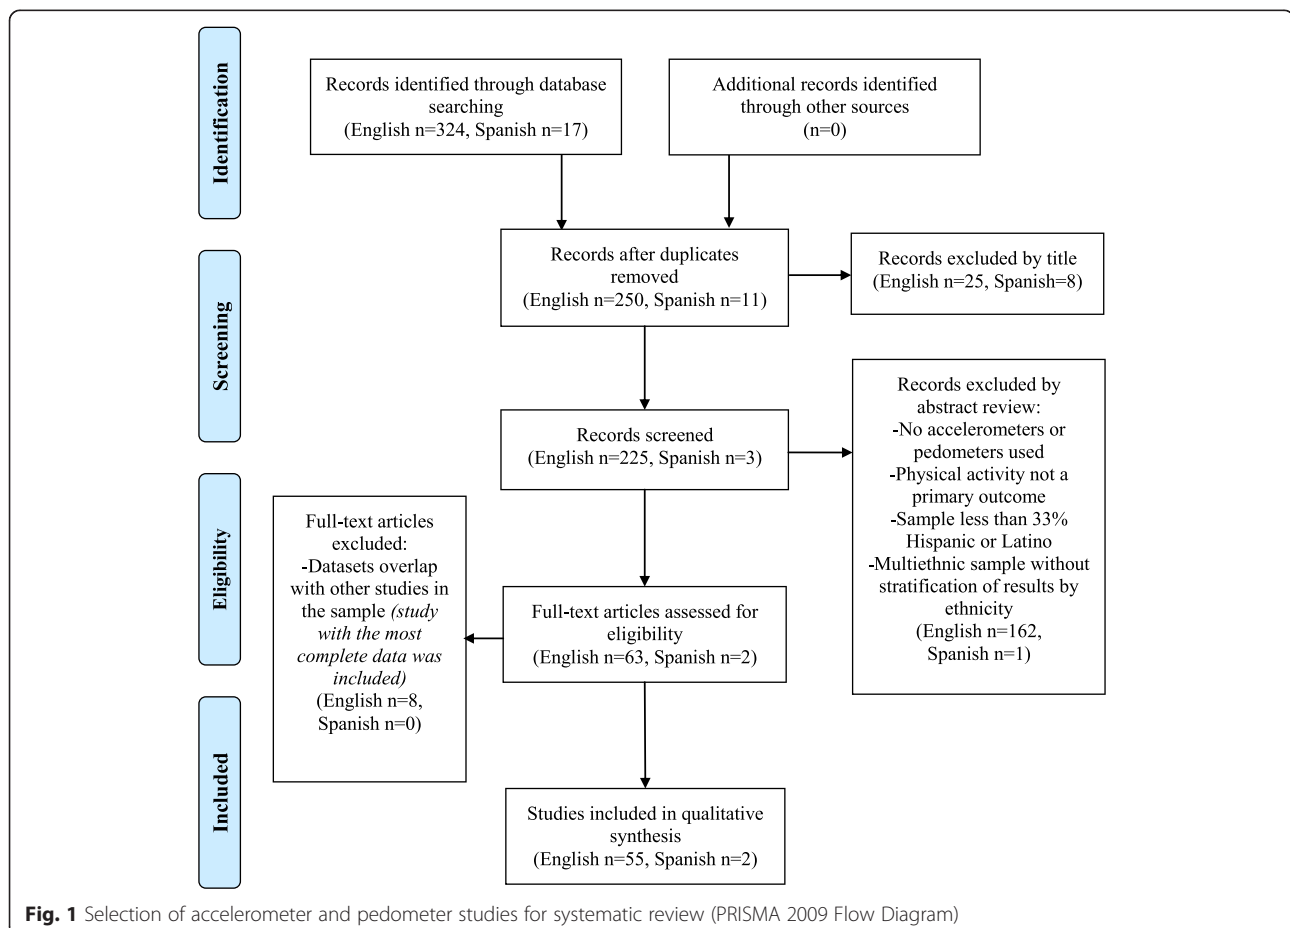 Identification
Records identified through database
searching
(English n=324, Spanish n=17)
Additional records identified
through other sources
(n=0)
Screening
Records after duplicates
removed
(English n=250, Spanish n=11)
Records excluded by title
(English n=25, Spanish=8)
Records screened
(English n=225, Spanish n=3)
Records excluded by
abstract review:
-No accelerometers or
pedometers used
-Physical activity not a
primary outcome
-Sample less than 33%
Hispanic or Latino
-Multiethnic sample without
stratification of results by
ethnicity
(English n=162,
Spanish n=1)
Eligibility
Full-text articles
excluded:
-Datasets overlap
with other studies in
the sample (study
with the most
complete data was
included)
(English n=8,
Spanish n=0)
Full-text articles assessed for
eligibility
(English n=63, Spanish n=2)
Included
Studies included in qualitative
synthesis
(English n=55, Spanish n=2)
Fig. 1 Selection of accelerometer and pedometer studies for systematic review (PRISMA 2009 Flow Diagram)